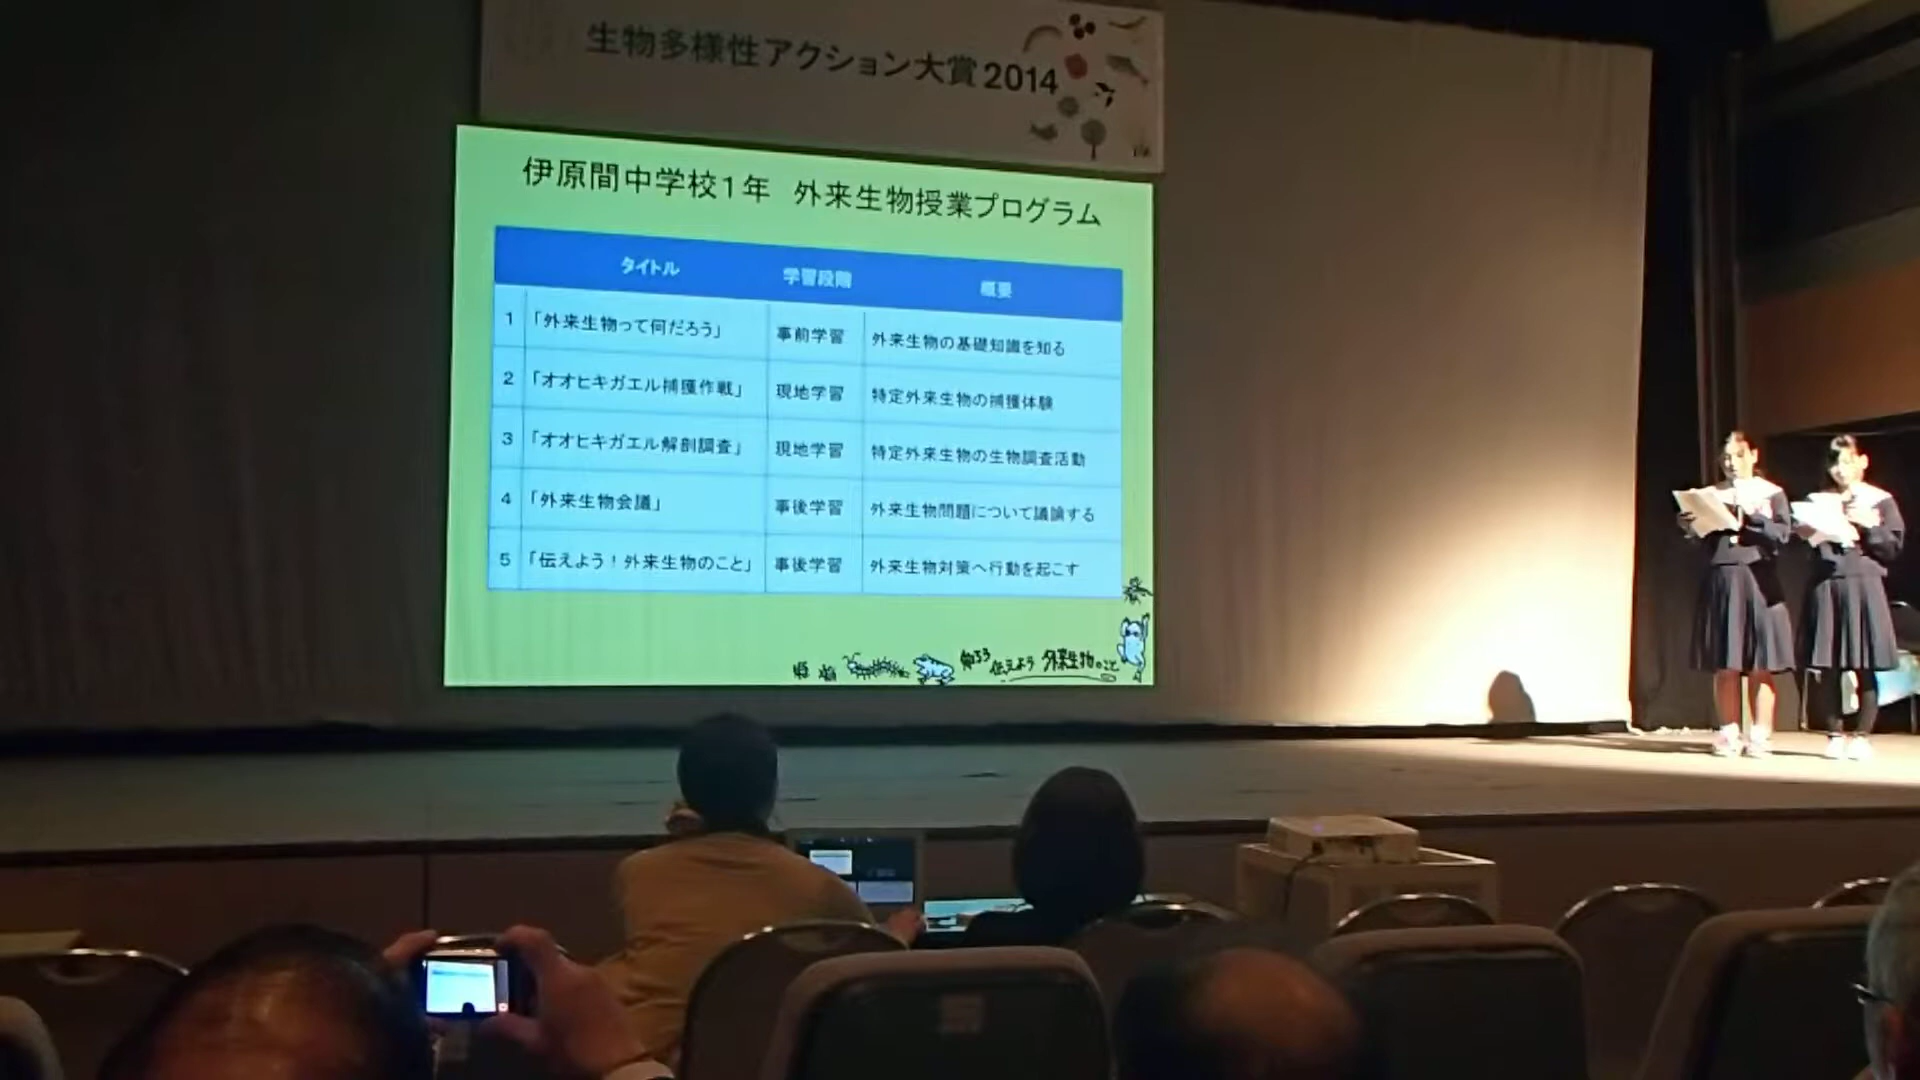 生物多様性アクション大賞2014
伊原間中学校1年 外来生物授業プログラム
タイトル 学習段階 概要
1 「外来生物って何だろう」 事前学習 外来生物の基礎知識を知る
2 「オオヒキガエル捕獲作戦」 現地学習 特定外来生物の捕獲体験
3 「オオヒキガエル解剖調査」 現地学習 特定外来生物の生物調査活動
4 「外来生物会議」 事後学習 外来生物問題について議論する
5 「伝えよう！外来生物のこと」 事後学習 外来生物対策へ行動を起こす
知ろう 伝えよう 外来生物のこと